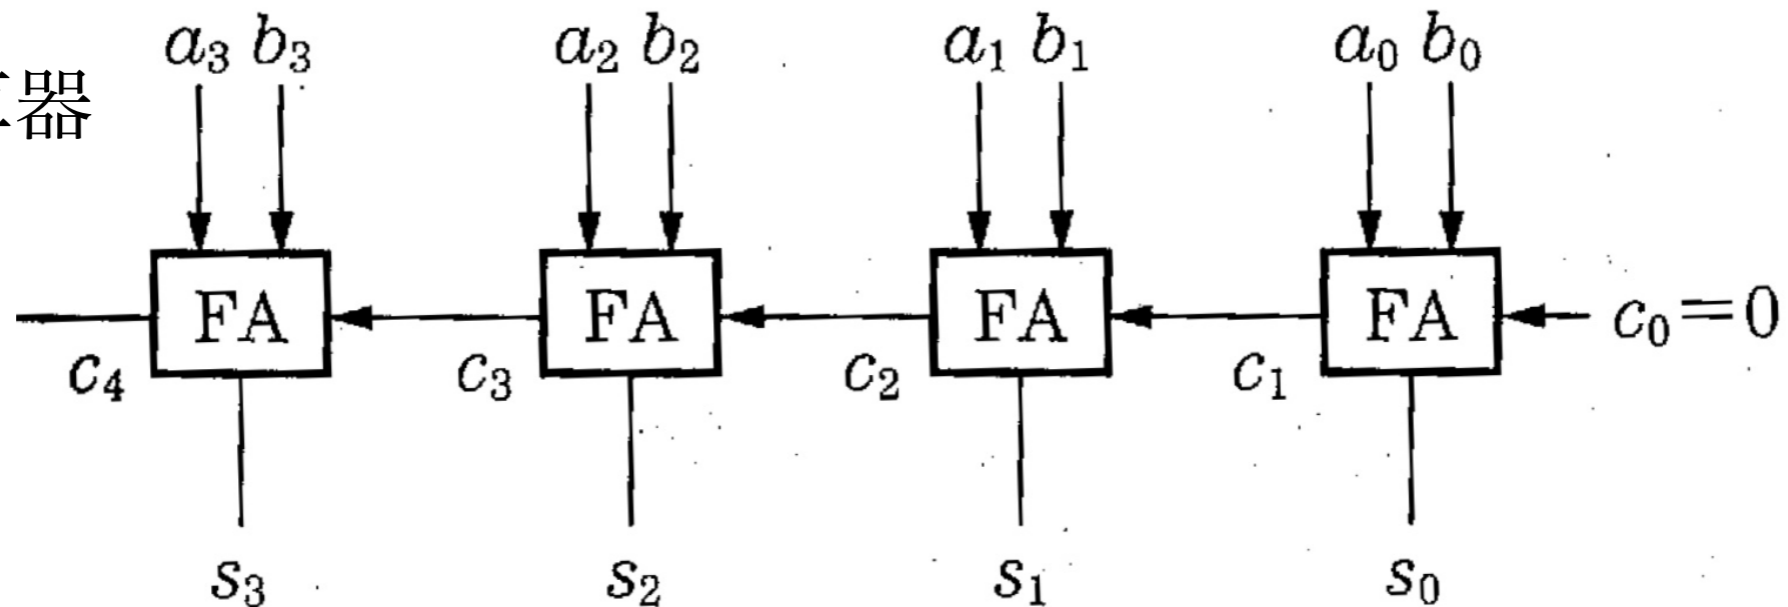 a₃ b₃ a₂ b₂ a₁ b₁ a₀ b₀
器
FA FA FA FA c₀=0
c₄ c₃ c₂ c₁
s₃ s₂ s₁ s₀